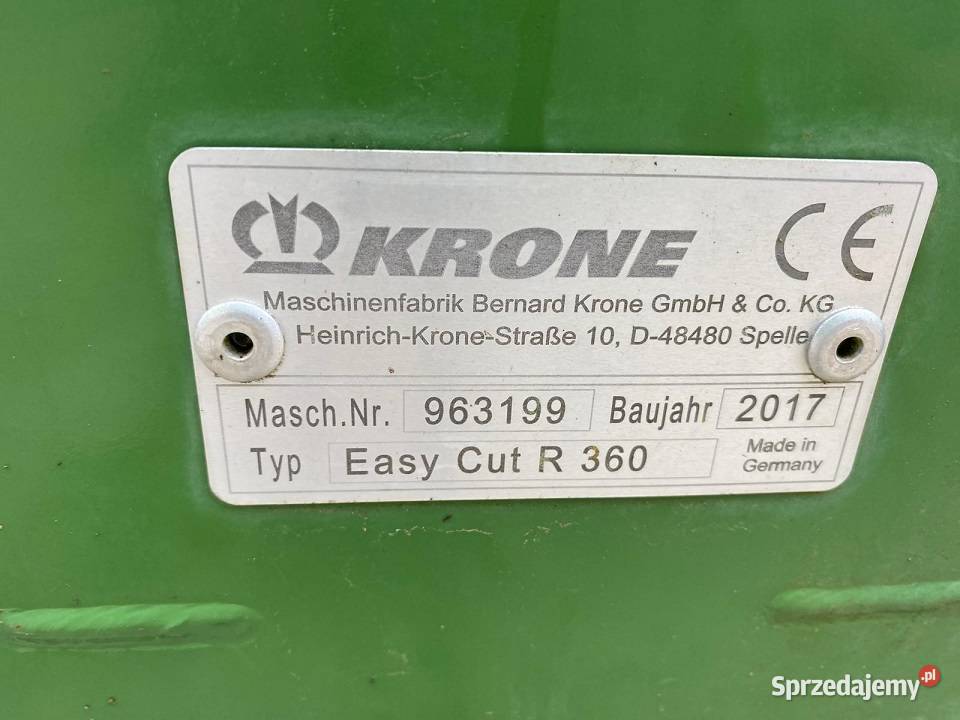 KRONE CE
Maschinenfabrik Bernard Krone GmbH & Co. KG
Heinrich-Krone-Straße 10, D-48480 Spelle
Masch.Nr. 963199 Baujahr 2017
Typ Easy Cut R 360 Made in
Germany
Sprzedajemy.pl